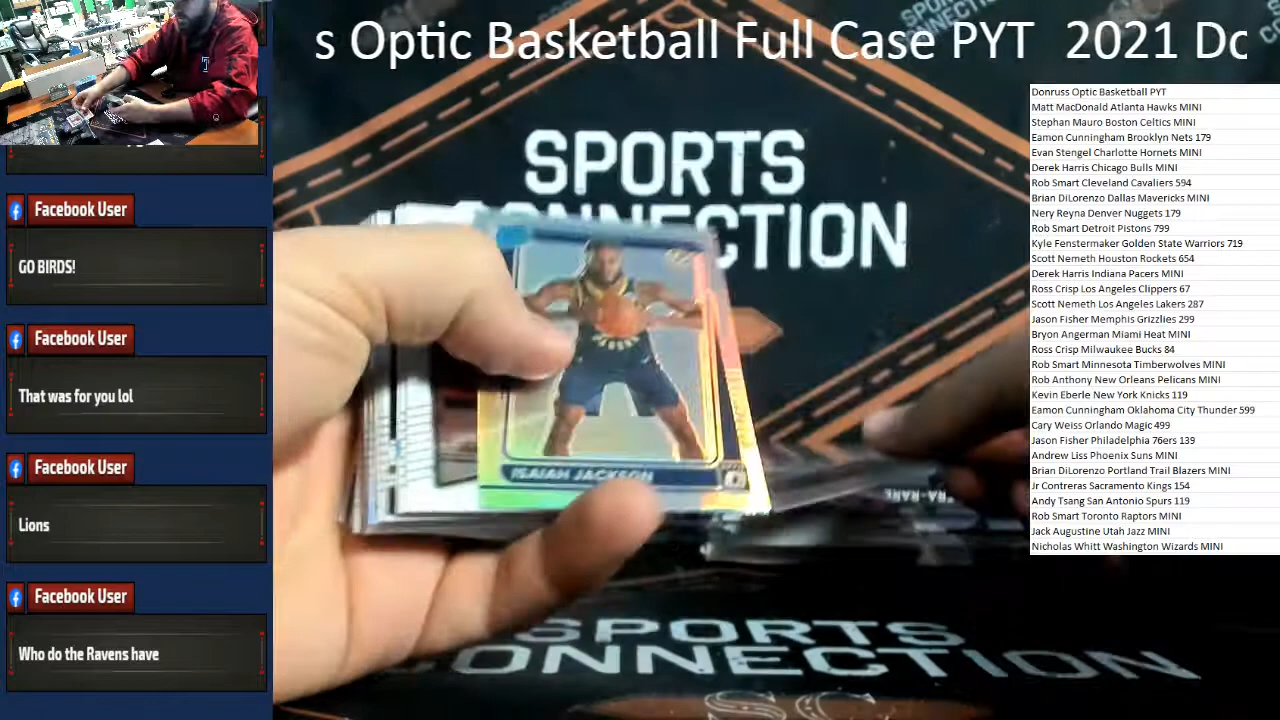 s Optic Basketball Full Case PYT 2021 Dc
SPORTS
CONNECTION
Facebook User
GO BIRDS!
Facebook User
That was for you lol
Facebook User
Lions
Facebook User
Who do the Ravens have
ISAIAH JACKSON
SPORTS
CONNECTION
SC
Donruss Optic Basketball PYT
Matt MacDonald Atlanta Hawks MINI
Stephan Mauro Boston Celtics MINI
Eamon Cunningham Brooklyn Nets 179
Evan Stengel Charlotte Hornets MINI
Derek Harris Chicago Bulls MINI
Rob Smart Cleveland Cavaliers 594
Brian DiLorenzo Dallas Mavericks MINI
Nery Reyna Denver Nuggets 179
Rob Smart Detroit Pistons 799
Kyle Fenstermaker Golden State Warriors 719
Scott Nemeth Houston Rockets 654
Derek Harris Indiana Pacers MINI
Ross Crisp Los Angeles Clippers 67
Scott Nemeth Los Angeles Lakers 287
Jason Fisher Memphis Grizzlies 299
Bryon Angerman Miami Heat MINI
Ross Crisp Milwaukee Bucks 84
Rob Smart Minnesota Timberwolves MINI
Rob Anthony New Orleans Pelicans MINI
Kevin Eberle New York Knicks 119
Eamon Cunningham Oklahoma City Thunder 599
Cary Weiss Orlando Magic 499
Jason Fisher Philadelphia 76ers 139
Andrew Liss Phoenix Suns MINI
Brian DiLorenzo Portland Trail Blazers MINI
Jr Contreras Sacramento Kings 154
Andy Tsang San Antonio Spurs 119
Rob Smart Toronto Raptors MINI
Jack Augustine Utah Jazz MINI
Nicholas Whitt Washington Wizards MINI